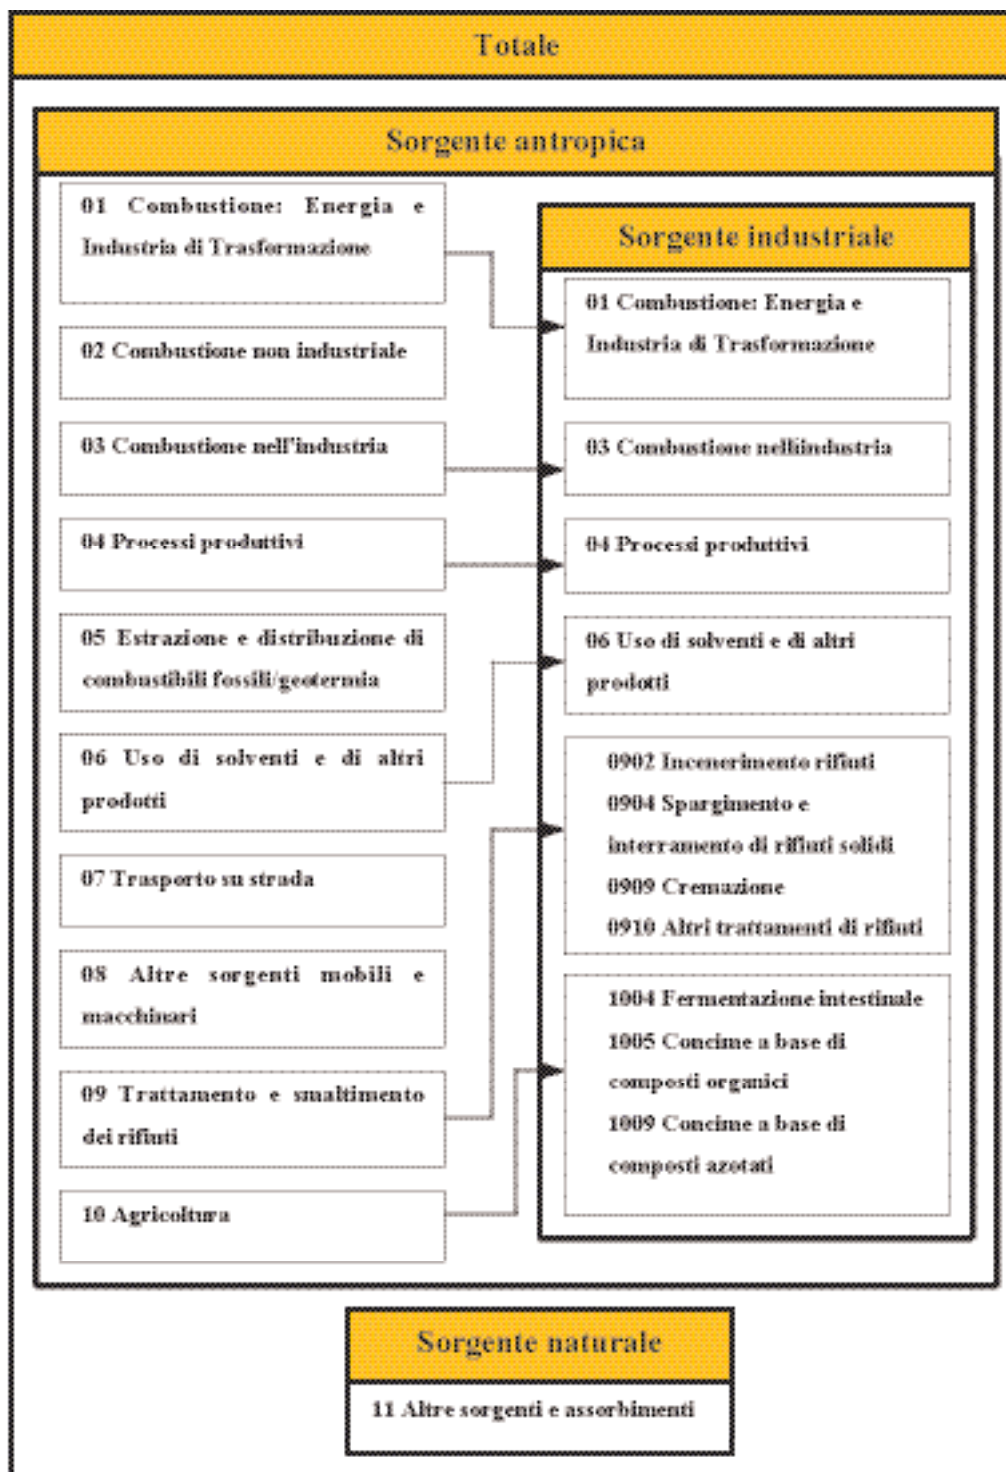 Totale
Sorgente antropica
01 Combustione: Energia e
Industria di Trasformazione
02 Combustione non industriale
03 Combustione nell'industria
04 Processi produttivi
05 Estrazione e distribuzione di
combustibili fossili/geotermia
06 Uso di solventi e di altri
prodotti
07 Trasporto su strada
08 Altre sorgenti mobili e
macchinari
09 Trattamento e smaltimento
dei rifiuti
10 Agricoltura
Sorgente industriale
01 Combustione: Energia e
Industria di Trasformazione
03 Combustione nellíindustria
04 Processi produttivi
06 Uso di solventi e di altri
prodotti
0902 Incenerimento rifiuti
0904 Spargimento e
interramento di rifiuti solidi
0909 Cremazione
0910 Altri trattamenti di rifiuti
1004 Fermentazione intestinale
1005 Concime a base di
composti organici
1009 Concime a base di
composti azotati
Sorgente naturale
11 Altre sorgenti e assorbimenti